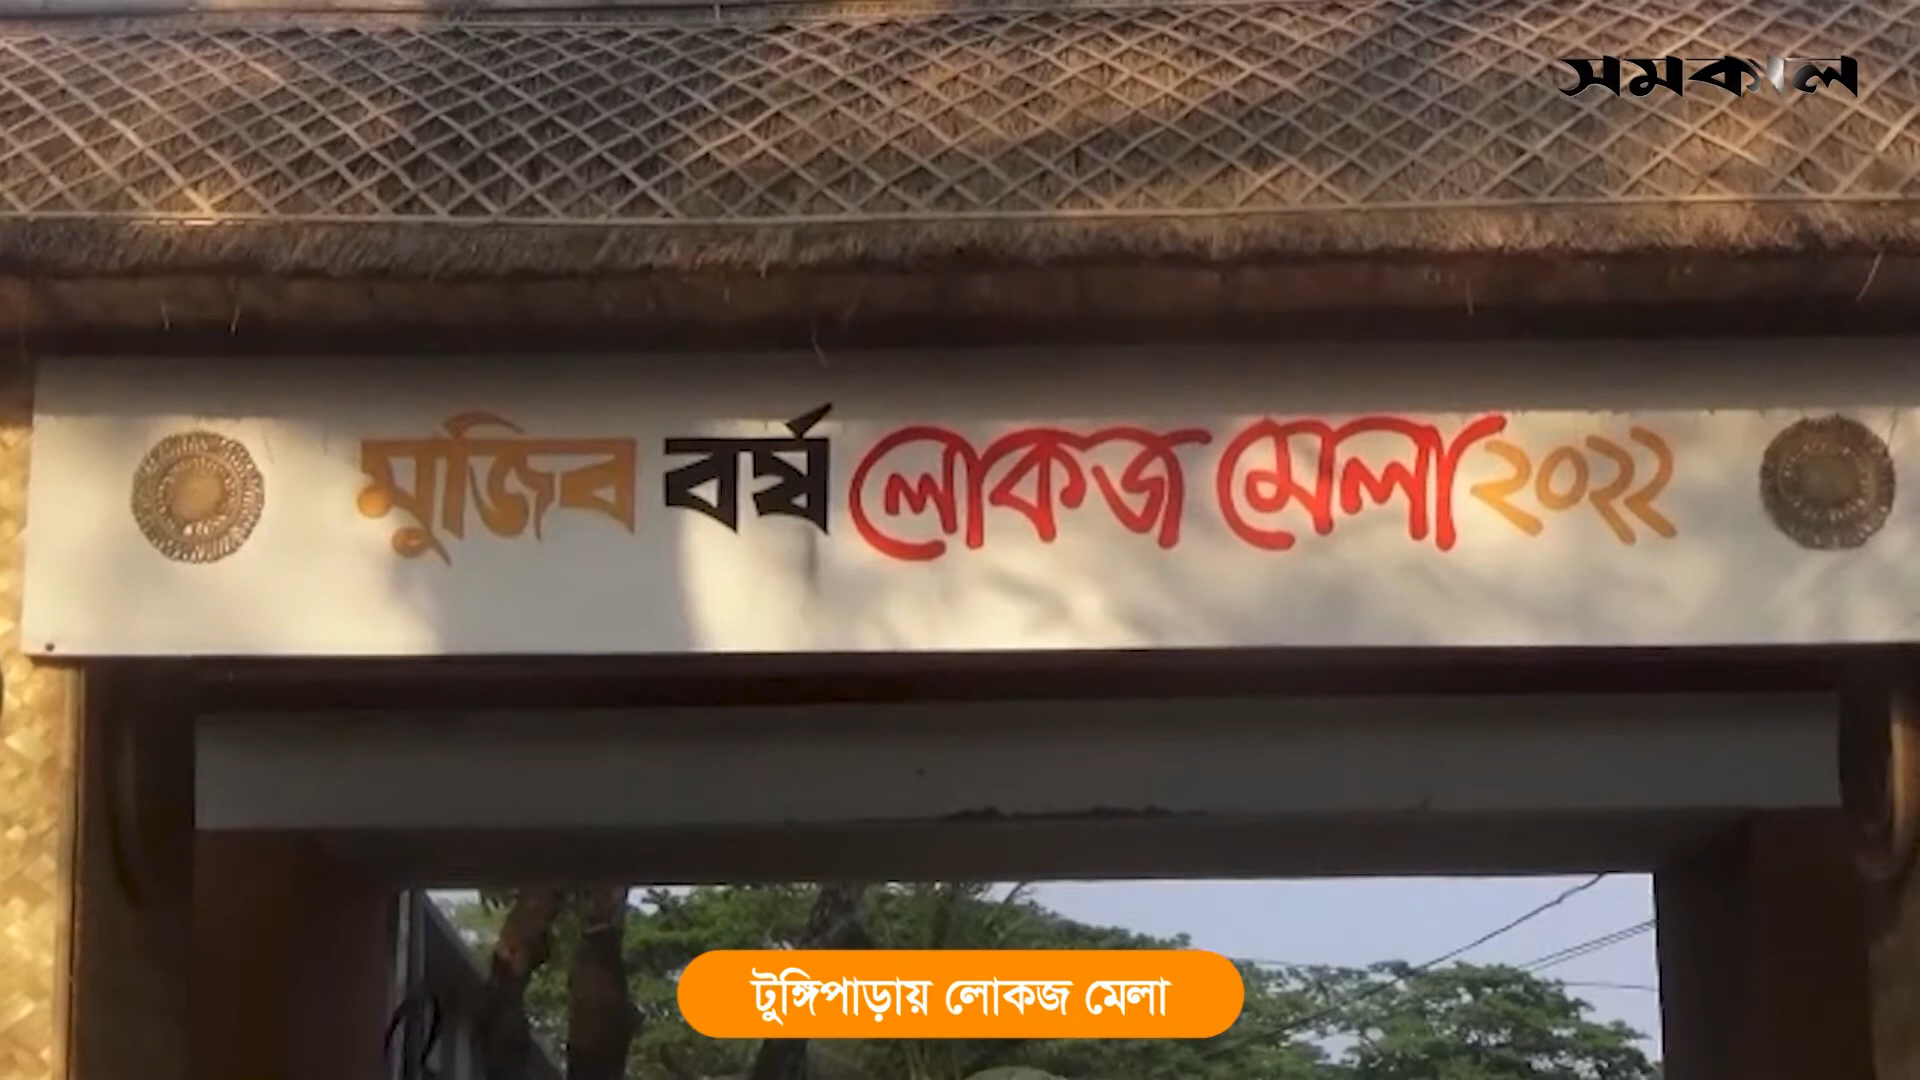 সমকাল
মুজিব বর্ষ লোকজ মেলা ২০২২
টুঙ্গিপাড়ায় লোকজ মেলা